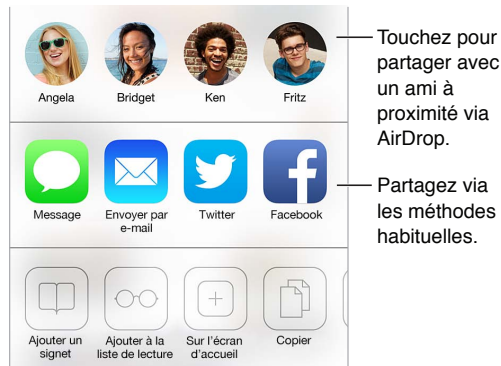 Angela Bridget Ken Fritz
Touchez pour
partager avec
un ami à
proximité via
AirDrop.
Message Envoyer par Twitter Facebook
e-mail
Partagez via
les méthodes
habituelles.
Ajouter un Ajouter à la Sur l'écran Copier
signet liste de lecture d'accueil